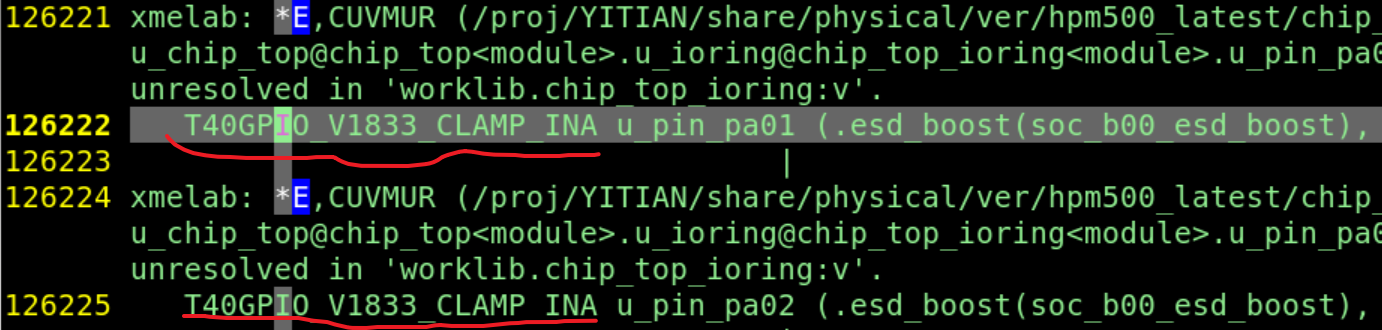 126221 xmelab: *E,CUVMUR (/proj/YITIAN/share/physical/ver/hpm500_latest/chip_
u_chip_top@chip_top<module>.u_ioring@chip_top_ioring<module>.u_pin_pa0
unresolved in 'worklib.chip_top_ioring:v'.
126222 T40GPIO_V1833_CLAMP_INA u_pin_pa01 (.esd_boost(soc_b00_esd_boost),
126223 |
126224 xmelab: *E,CUVMUR (/proj/YITIAN/share/physical/ver/hpm500_latest/chip_
u_chip_top@chip_top<module>.u_ioring@chip_top_ioring<module>.u_pin_pa0
unresolved in 'worklib.chip_top_ioring:v'.
126225 T40GPIO_V1833_CLAMP_INA u_pin_pa02 (.esd_boost(soc_b00_esd_boost),